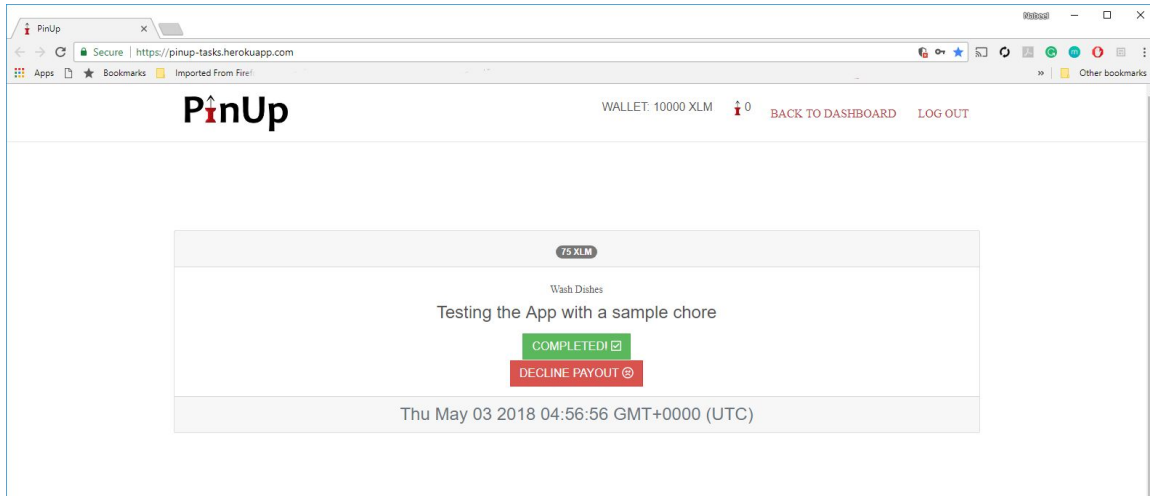 PinUp
Nabeel
Secure | https://pinup-tasks.herokuapp.com
Apps Bookmarks Imported From Firef Other bookmarks
PinUp WALLET: 10000 XLM 0 BACK TO DASHBOARD LOG OUT
75 XLM
Wash Dishes
Testing the App with a sample chore
COMPLETED!
DECLINE PAYOUT
Thu May 03 2018 04:56:56 GMT+0000 (UTC)